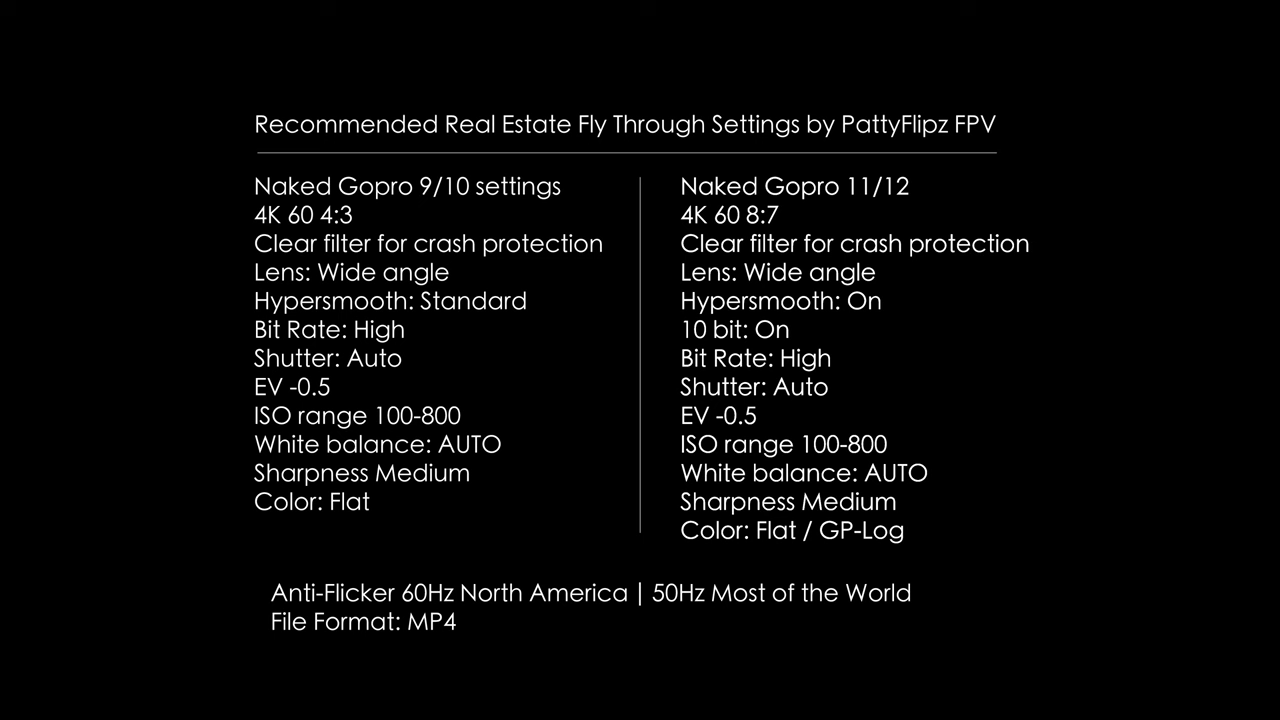 Recommended Real Estate Fly Through Settings by PattyFlipz FPV
Naked Gopro 9/10 settings
4K 60 4:3
Clear filter for crash protection
Lens: Wide angle
Hypersmooth: Standard
Bit Rate: High
Shutter: Auto
EV -0.5
ISO range 100-800
White balance: AUTO
Sharpness Medium
Color: Flat
Naked Gopro 11/12
4K 60 8:7
Clear filter for crash protection
Lens: Wide angle
Hypersmooth: On
10 bit: On
Bit Rate: High
Shutter: Auto
EV -0.5
ISO range 100-800
White balance: AUTO
Sharpness Medium
Color: Flat / GP-Log
Anti-Flicker 60Hz North America | 50Hz Most of the World
File Format: MP4